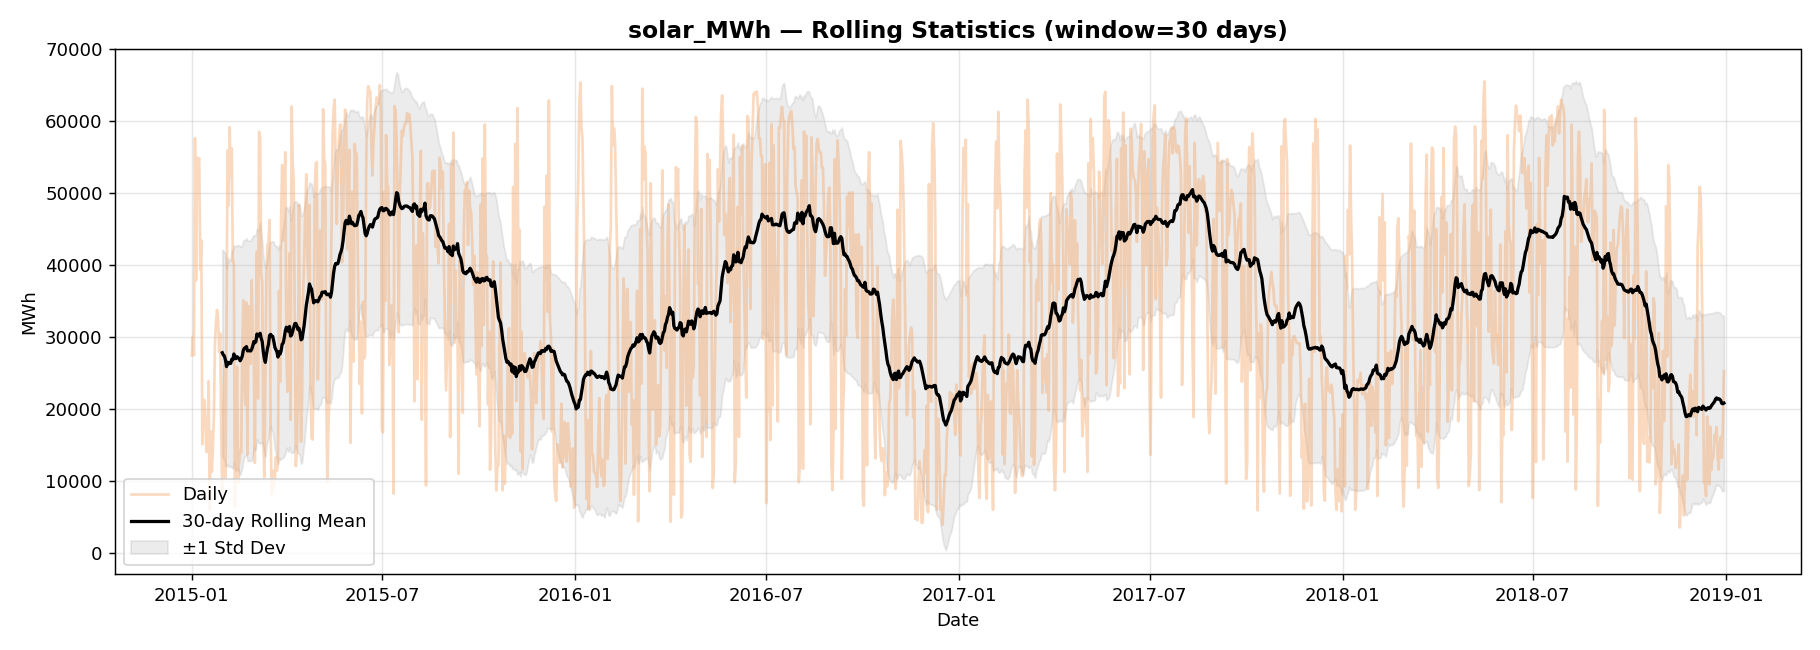 solar_MWh — Rolling Statistics (window=30 days)
70000
60000
50000
40000
30000
20000
10000
0
MWh
Daily
30-day Rolling Mean
±1 Std Dev
2015-01 2015-07 2016-01 2016-07 2017-01 2017-07 2018-01 2018-07 2019-01
Date